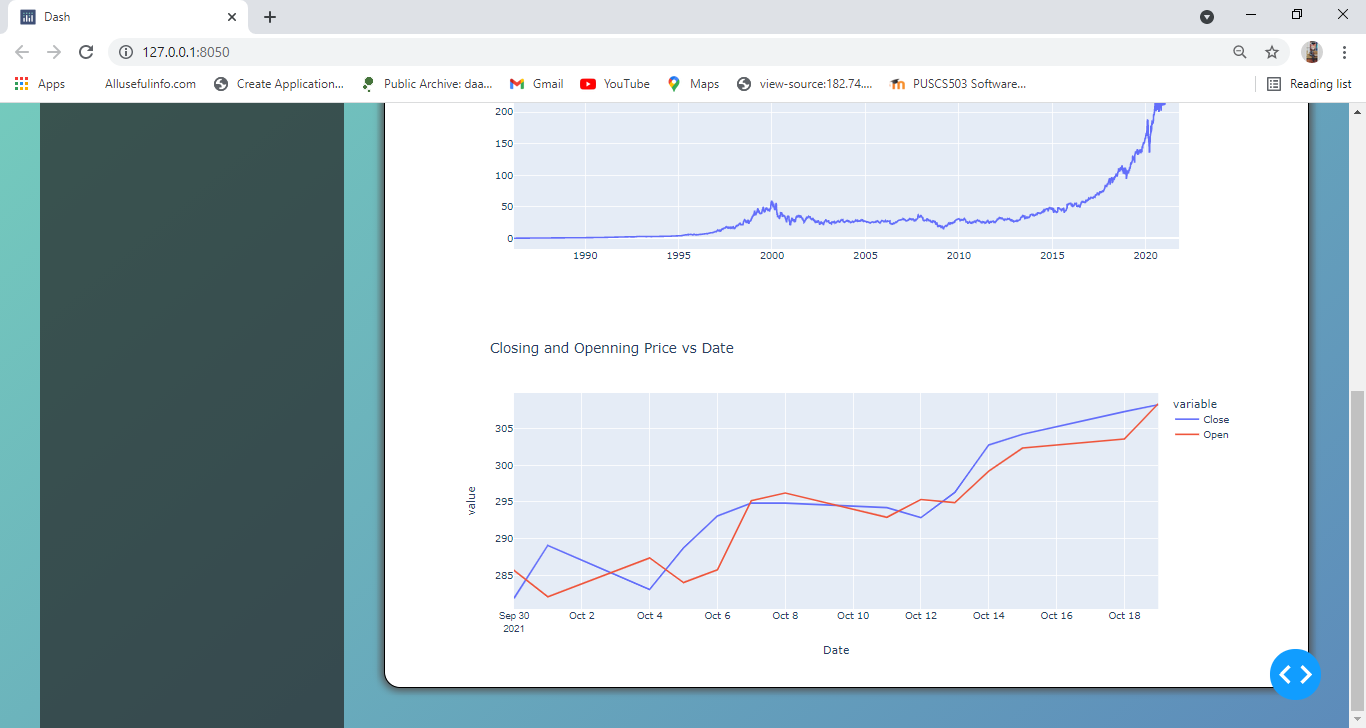 Dash
127.0.0.1:8050
Apps Allusefulinfo.com Create Application... Public Archive: daa... Gmail YouTube Maps view-source:182.74.... PUSCS503 Software... Reading list
200
150
100
50
0
1990 1995 2000 2005 2010 2015 2020
Closing and Openning Price vs Date
variable
Close
Open
305
300
295
290
285
value
Sep 30 Oct 2 Oct 4 Oct 6 Oct 8 Oct 10 Oct 12 Oct 14 Oct 16 Oct 18
2021
Date